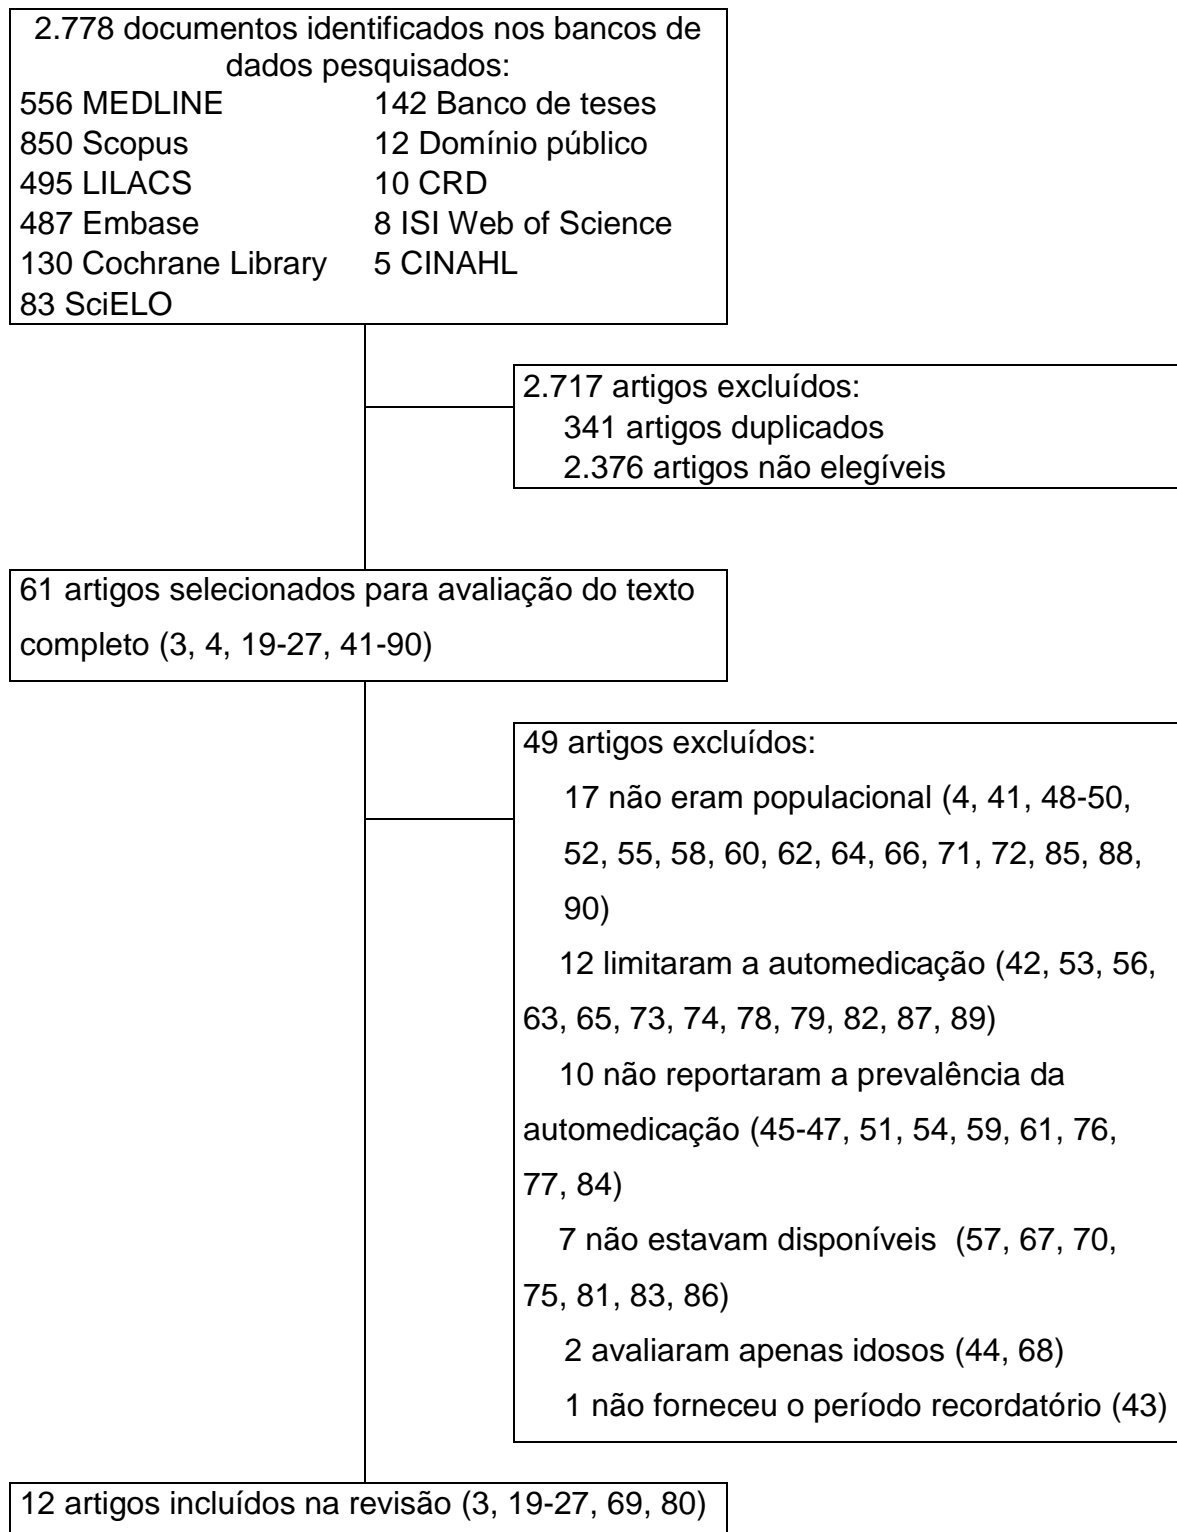 2.778 documentos identificados nos bancos de
dados pesquisados:
556 MEDLINE 142 Banco de teses
850 Scopus 12 Domínio público
495 LILACS 10 CRD
487 Embase 8 ISI Web of Science
130 Cochrane Library 5 CINAHL
83 SciELO
2.717 artigos excluídos:
341 artigos duplicados
2.376 artigos não elegíveis
61 artigos selecionados para avaliação do texto
completo (3, 4, 19-27, 41-90)
49 artigos excluídos:
17 não eram populacional (4, 41, 48-50,
52, 55, 58, 60, 62, 64, 66, 71, 72, 85, 88,
90)
12 limitaram a automedicação (42, 53, 56,
63, 65, 73, 74, 78, 79, 82, 87, 89)
10 não reportaram a prevalência da
automedicação (45-47, 51, 54, 59, 61, 76,
77, 84)
7 não estavam disponíveis (57, 67, 70,
75, 81, 83, 86)
2 avaliaram apenas idosos (44, 68)
1 não forneceu o período recordatório (43)
12 artigos incluídos na revisão (3, 19-27, 69, 80)